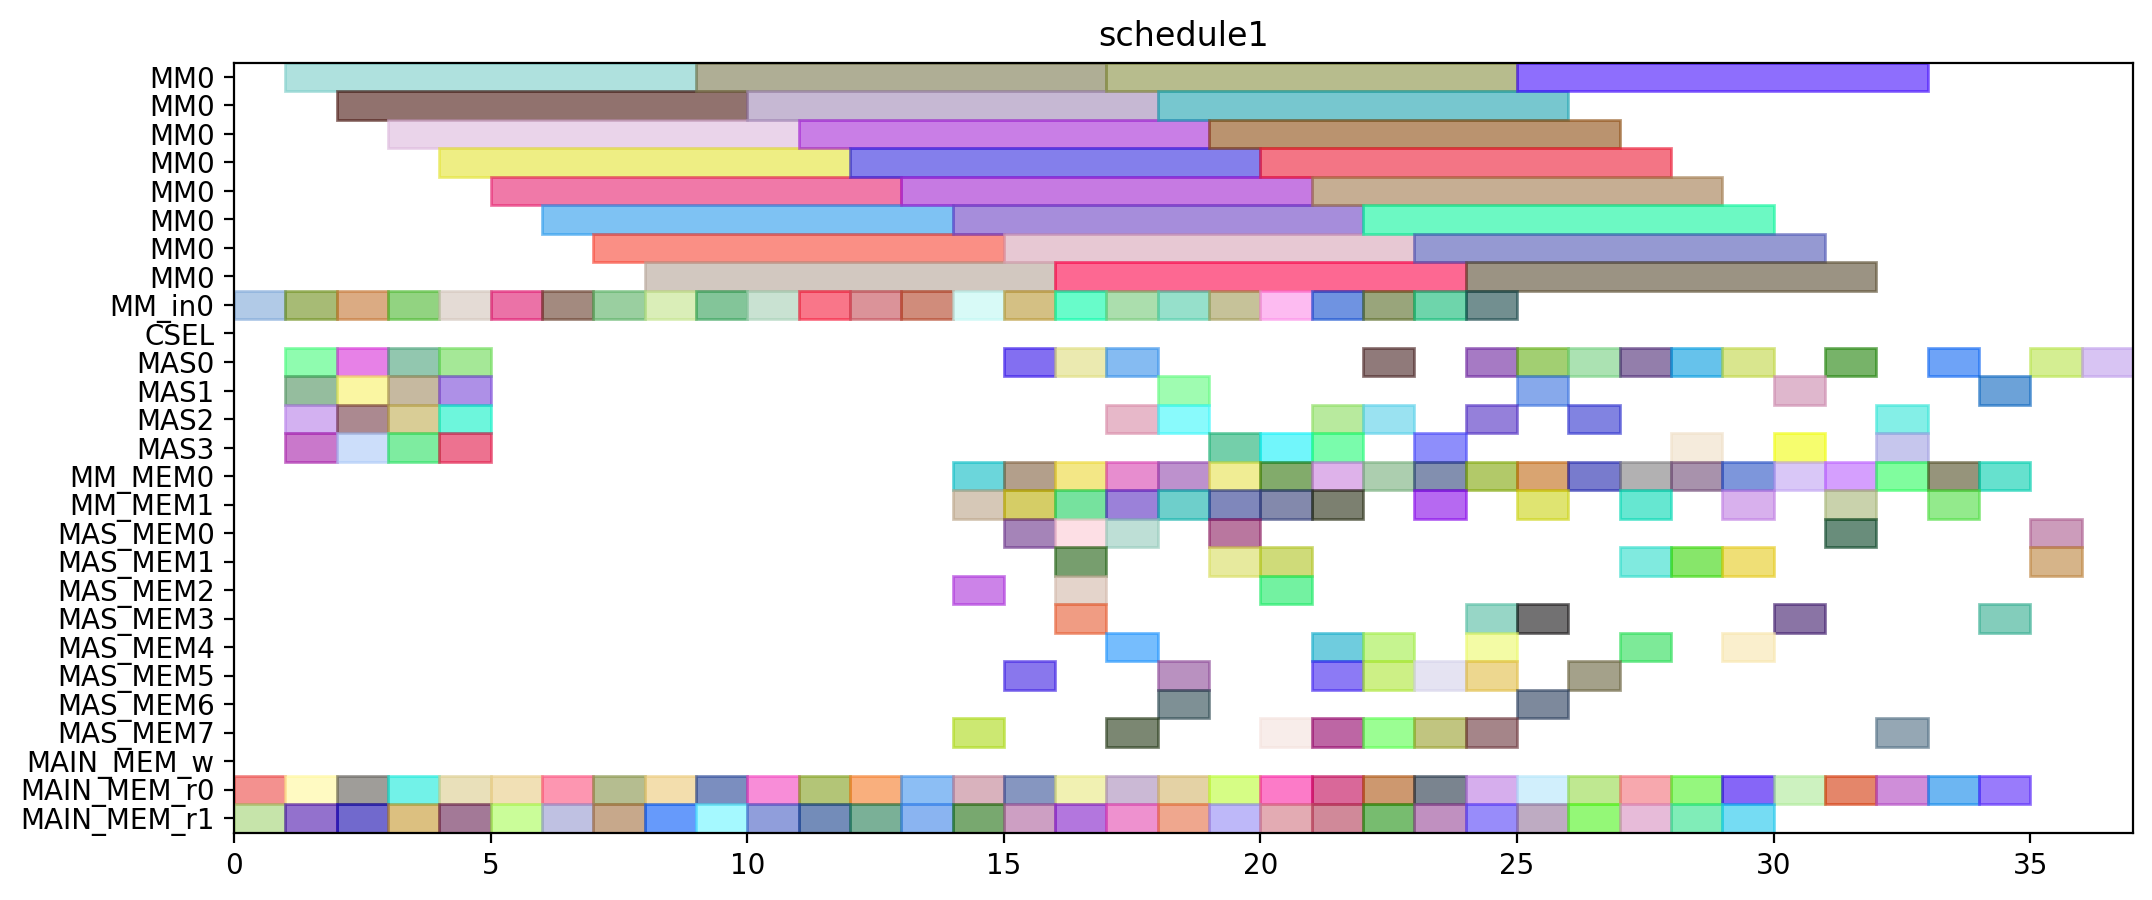 schedule1
MM0
MM0
MM0
MM0
MM0
MM0
MM0
MM0
MM_in0
CSEL
MAS0
MAS1
MAS2
MAS3
MM_MEM0
MM_MEM1
MAS_MEM0
MAS_MEM1
MAS_MEM2
MAS_MEM3
MAS_MEM4
MAS_MEM5
MAS_MEM6
MAS_MEM7
MAIN_MEM_w
MAIN_MEM_r0
MAIN_MEM_r1
0 5 10 15 20 25 30 35